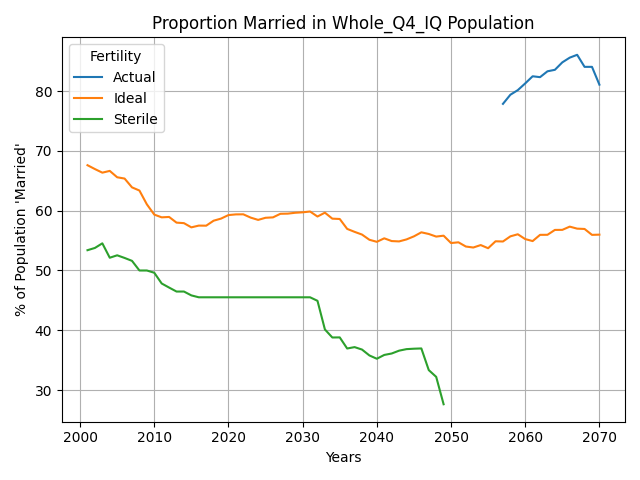 Proportion Married in Whole_Q4_IQ Population
% of Population 'Married'
80
70
60
50
40
30
Fertility
Actual
Ideal
Sterile
2000 2010 2020 2030 2040 2050 2060 2070
Years